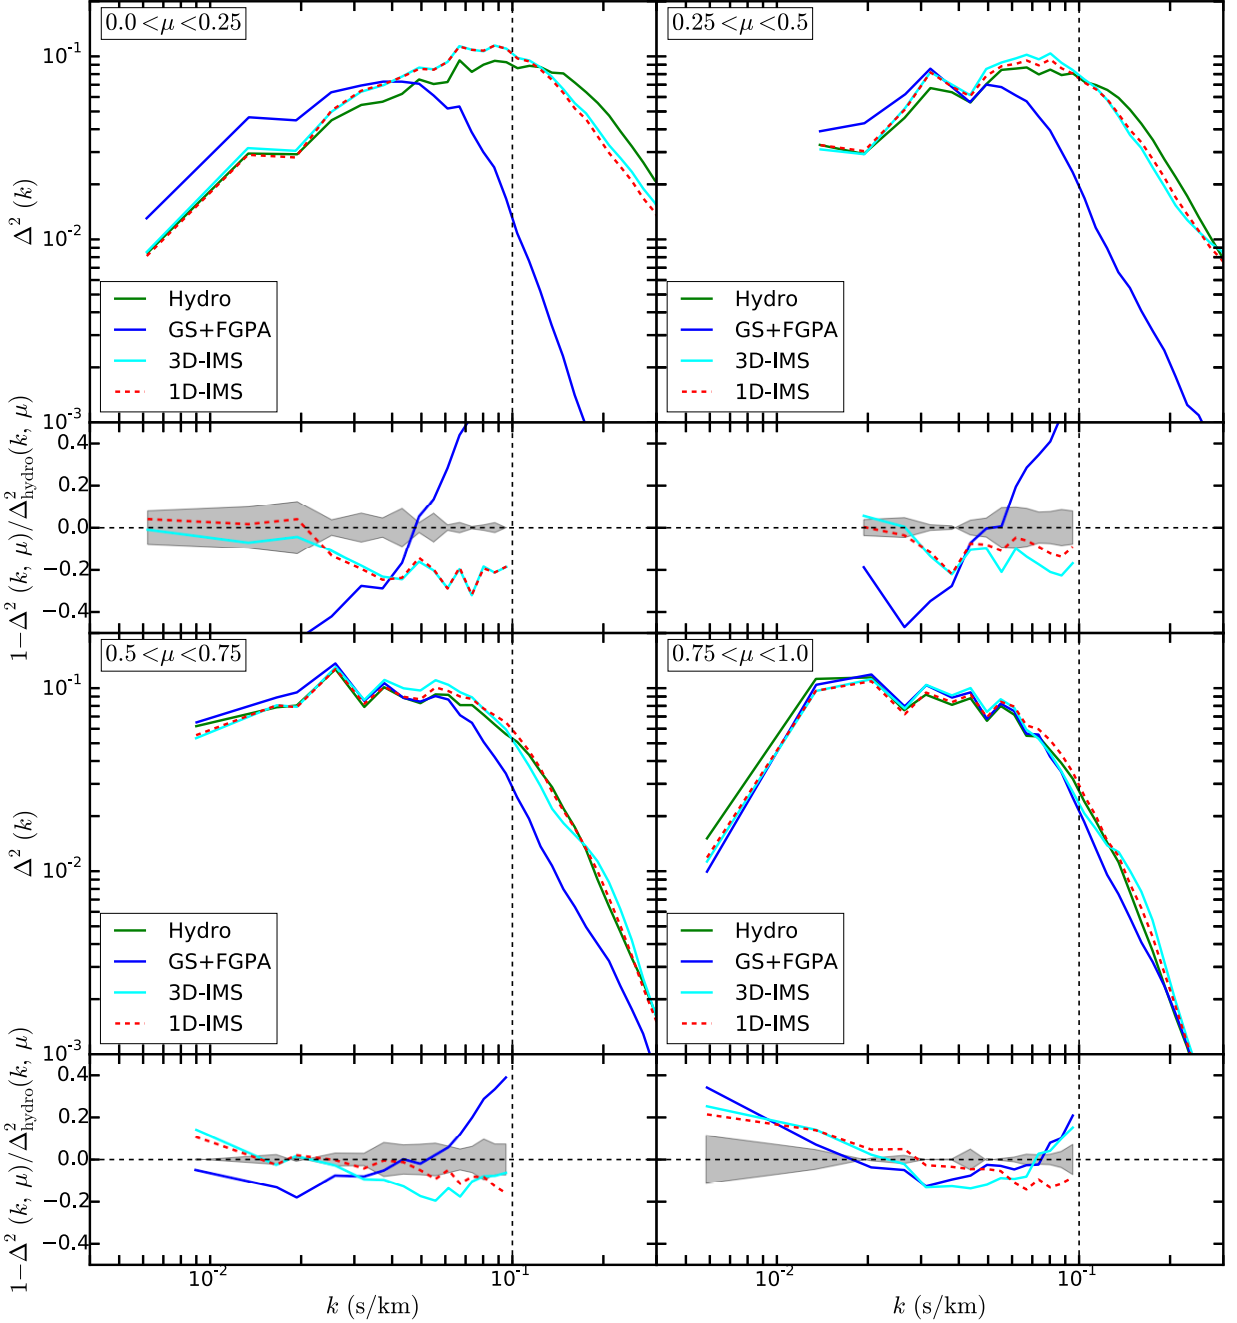 0.0<μ<0.25
0.25<μ<0.5
10^-1
10^-2
10^-3
Δ^2 (k)
Hydro
GS+FGPA
3D-IMS
1D-IMS
Hydro
GS+FGPA
3D-IMS
1D-IMS
0.4
0.2
0.0
−0.2
−0.4
1−Δ^2 (k, μ)/Δ^2_hydro(k, μ)
0.5<μ<0.75
0.75<μ<1.0
10^-1
10^-2
10^-3
Δ^2 (k)
Hydro
GS+FGPA
3D-IMS
1D-IMS
Hydro
GS+FGPA
3D-IMS
1D-IMS
0.4
0.2
0.0
−0.2
−0.4
1−Δ^2 (k, μ)/Δ^2_hydro(k, μ)
10^-2
10^-1
10^-2
10^-1
k (s/km)
k (s/km)